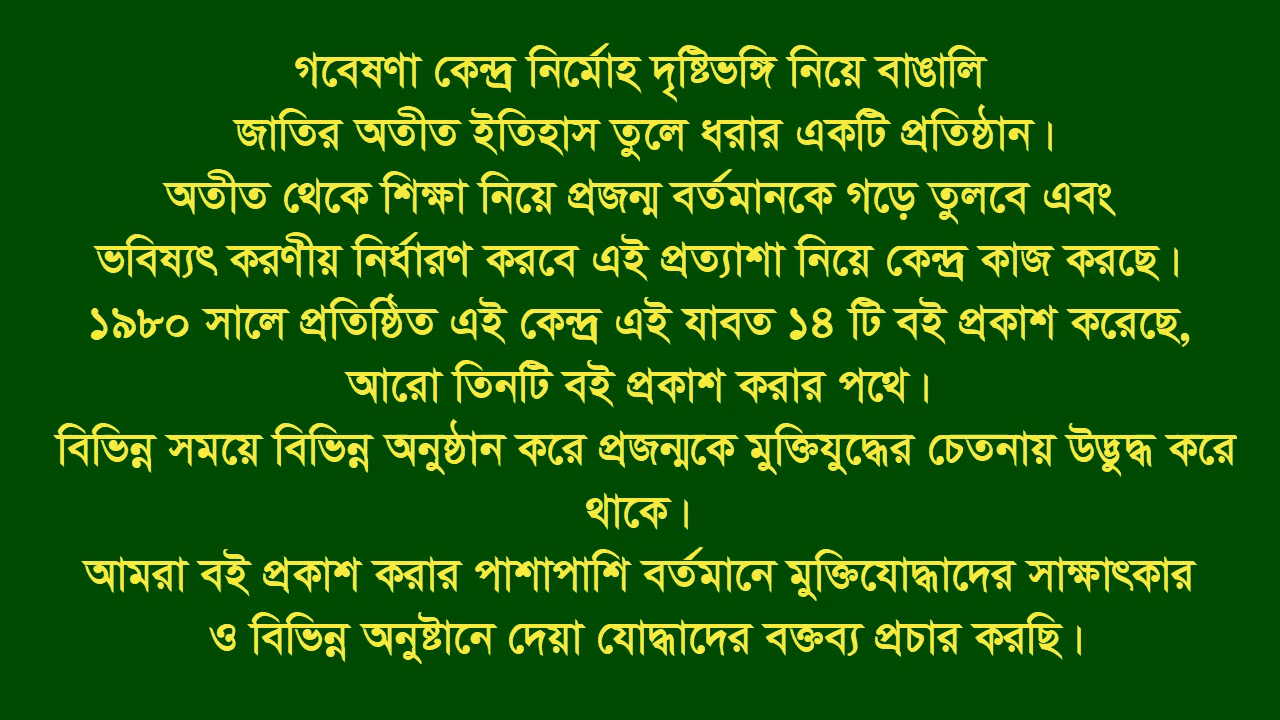 গবেষণা কেন্দ্র নির্মোহ দৃষ্টিভঙ্গি নিয়ে বাঙালি
জাতির অতীত ইতিহাস তুলে ধরার একটি প্রতিষ্ঠান।
অতীত থেকে শিক্ষা নিয়ে প্রজন্ম বর্তমানকে গড়ে তুলবে এবং
ভবিষ্যৎ করণীয় নির্ধারণ করবে এই প্রত্যাশা নিয়ে কেন্দ্র কাজ করছে।
১৯৮০ সালে প্রতিষ্ঠিত এই কেন্দ্র এই যাবত ১৪ টি বই প্রকাশ করেছে,
আরো তিনটি বই প্রকাশ করার পথে।
বিভিন্ন সময়ে বিভিন্ন অনুষ্ঠান করে প্রজন্মকে মুক্তিযুদ্ধের চেতনায় উদ্ভুদ্ধ করে
থাকে।
আমরা বই প্রকাশ করার পাশাপাশি বর্তমানে মুক্তিযোদ্ধাদের সাক্ষাৎকার
ও বিভিন্ন অনুষ্টানে দেয়া যোদ্ধাদের বক্তব্য প্রচার করছি।